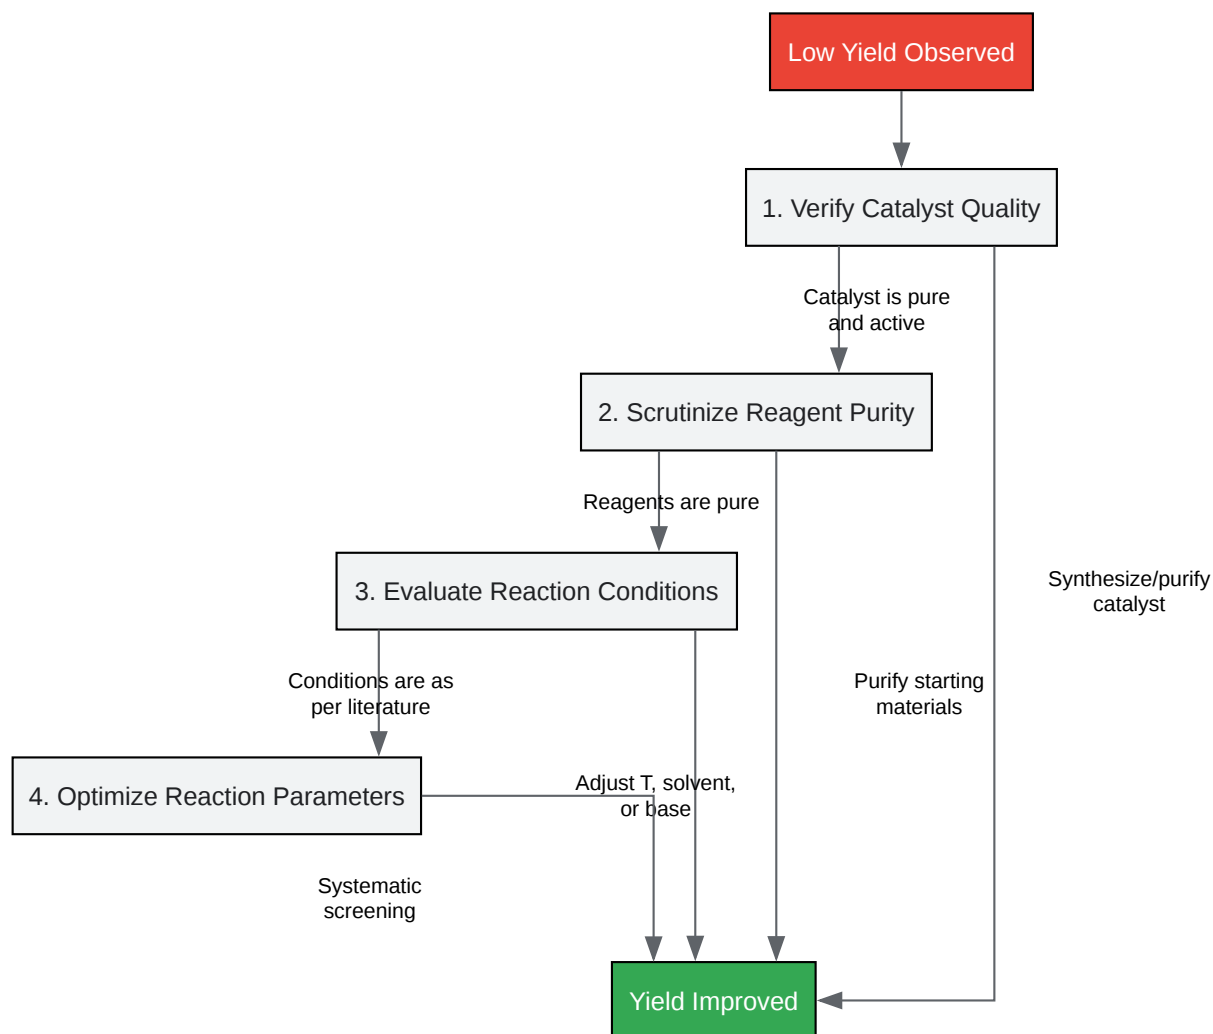 Low Yield Observed
1. Verify Catalyst Quality
Catalyst is pure
and active
2. Scrutinize Reagent Purity
Reagents are pure
3. Evaluate Reaction Conditions
Synthesize/purify
catalyst
Conditions are as
per literature
Purify starting
materials
4. Optimize Reaction Parameters
Adjust T, solvent,
or base
Systematic
screening
Yield Improved